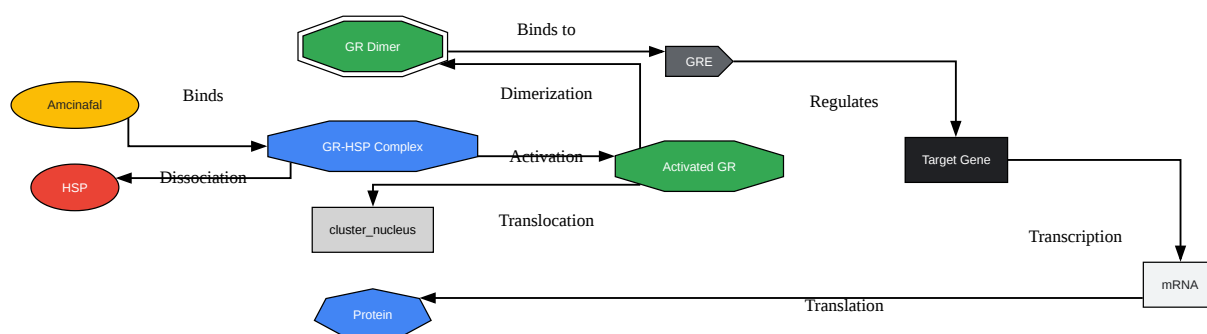 Binds to
GR Dimer
GRE
Dimerization
Binds
Regulates
Amcinafal
GR-HSP Complex
Activation
Activated GR
Target Gene
HSP
Dissociation
Translocation
cluster_nucleus
Transcription
mRNA
Translation
Protein